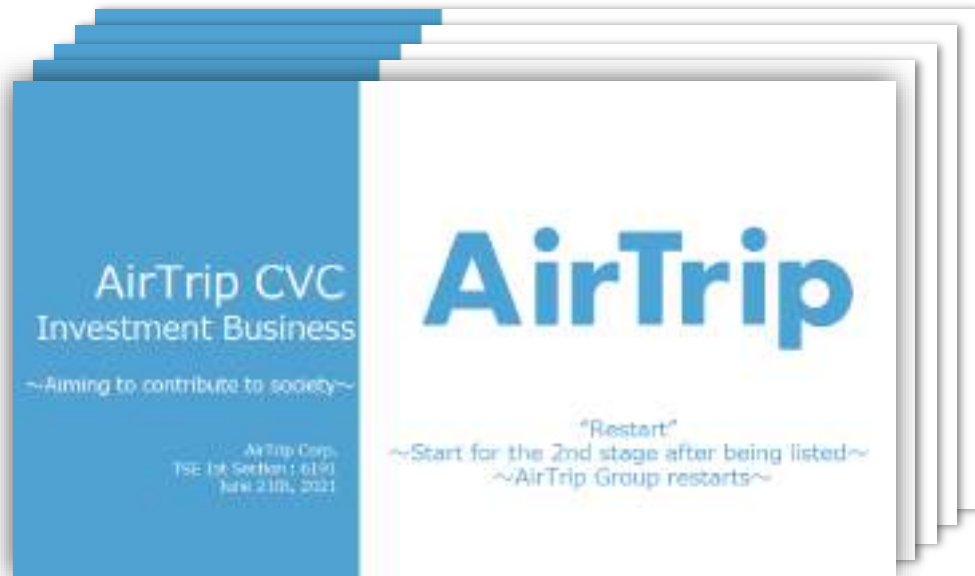 AirTrip CVC
Investment Business
～Aiming to contribute to society～
AirTrip Corp.
TSE 1st Section : 6191
June 21, 2021
AirTrip
"Restart"
～Start for the 2nd stage after being listed～
～AirTrip Group restarts～